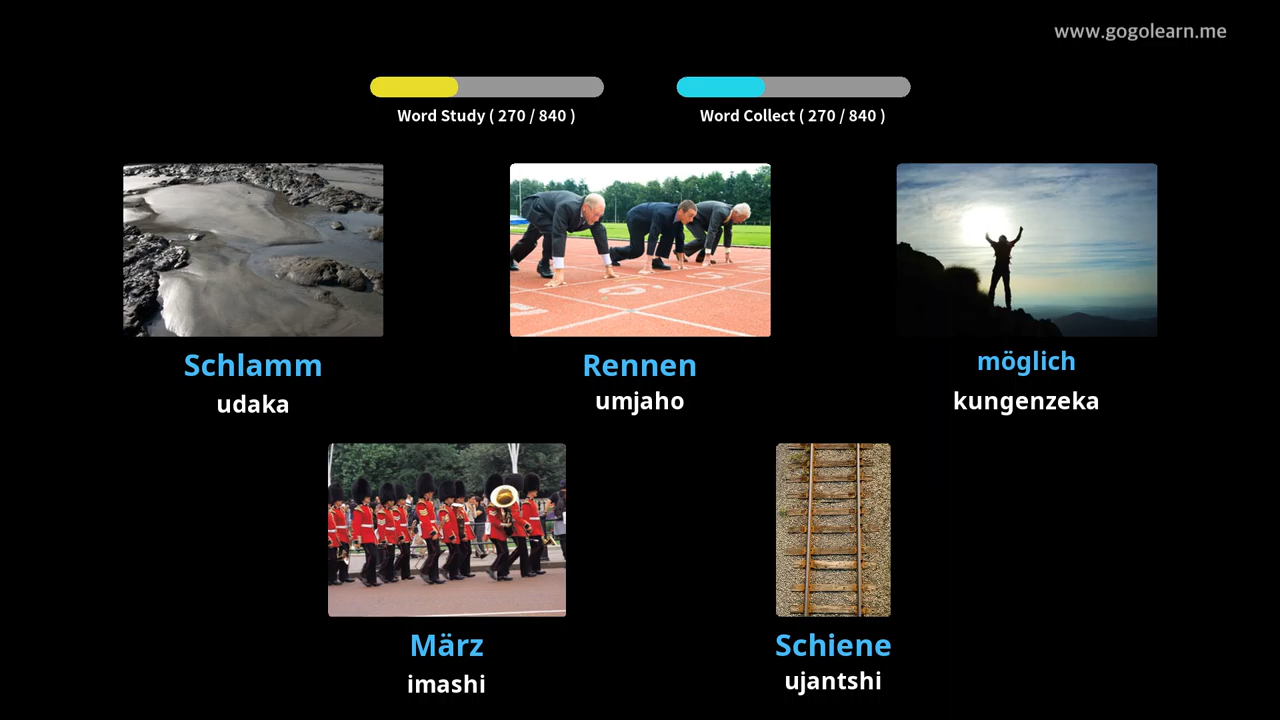 www.gogolearn.me
Word Study ( 270 / 840 )
Word Collect ( 270 / 840 )
Schlamm
udaka
Rennen
umjaho
möglich
kungenzeka
März
imashi
Schiene
ujantshi